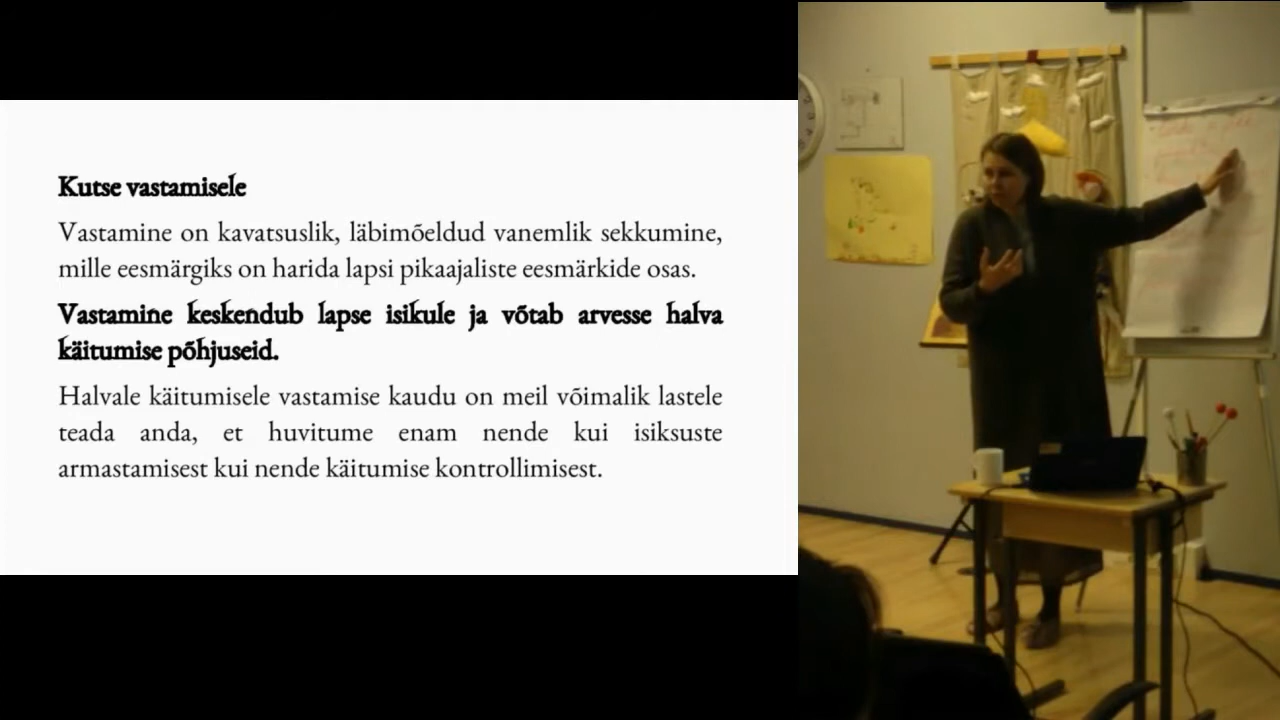 Kutse vastamisele
Vastamine on kavatsuslik, läbimõeldud vanemlik sekkumine,
mille eesmärgiks on harida lapsi pikaajaliste eesmärkide osas.
Vastamine keskendub lapse isikule ja võtab arvesse halva
käitumise põhjuseid.
Halvale käitumisele vastamise kaudu on meil võimalik lastele
teada anda, et huvitume enam nende kui isiksuste
armastamisest kui nende käitumise kontrollimisest.